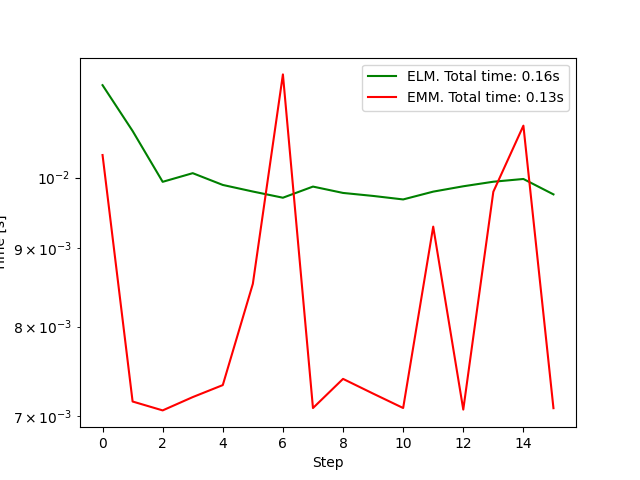 ELM. Total time: 0.16s
EMM. Total time: 0.13s
10⁻²
9 × 10⁻³
8 × 10⁻³
7 × 10⁻³
0 2 4 6 8 10 12 14
Step